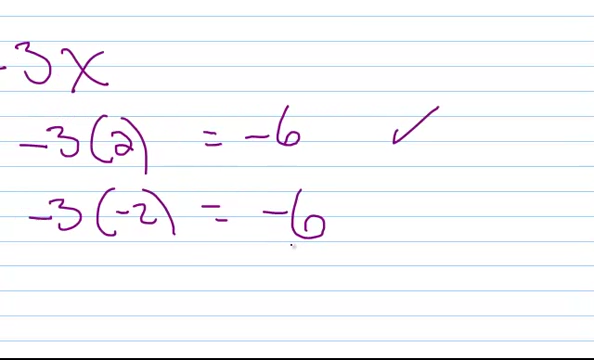 -3x
-3(2) = -6 ✓
-3(-2) = -6